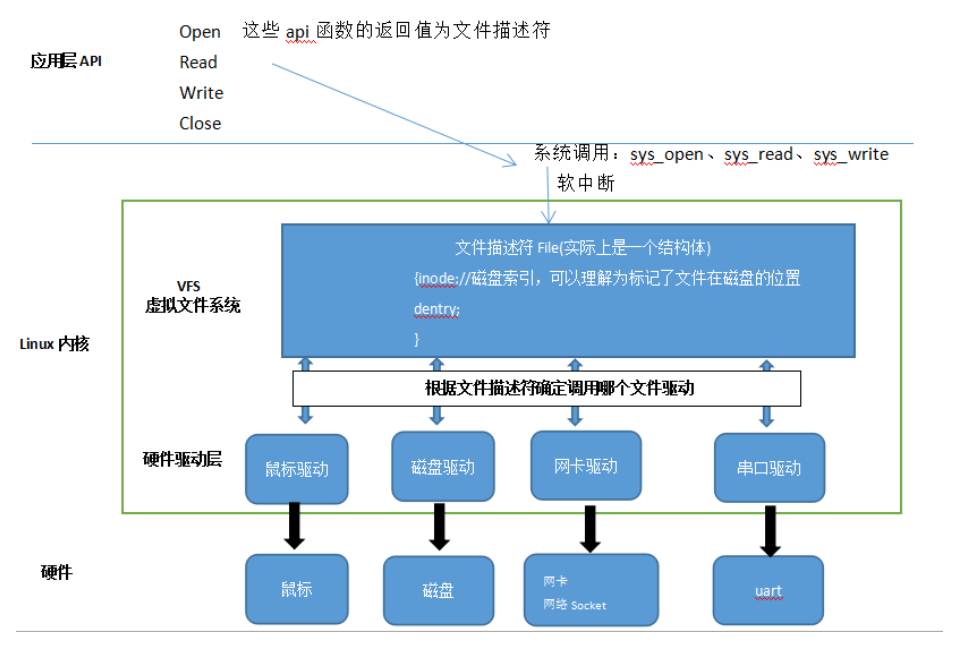 Open 这些 api 函数的返回值为文件描述符
应用层 API
Read
Write
Close
系统调用：sys_open、sys_read、sys_write
软中断
文件描述符 File(实际上是一个结构体)
{inode;//磁盘索引，可以理解为标记了文件在磁盘的位置
dentry;
}
VFS
虚拟文件系统
Linux 内核
根据文件描述符确定调用哪个文件驱动
硬件驱动层
鼠标驱动
磁盘驱动
网卡驱动
串口驱动
硬件
鼠标
磁盘
网卡
网络 Socket
uart